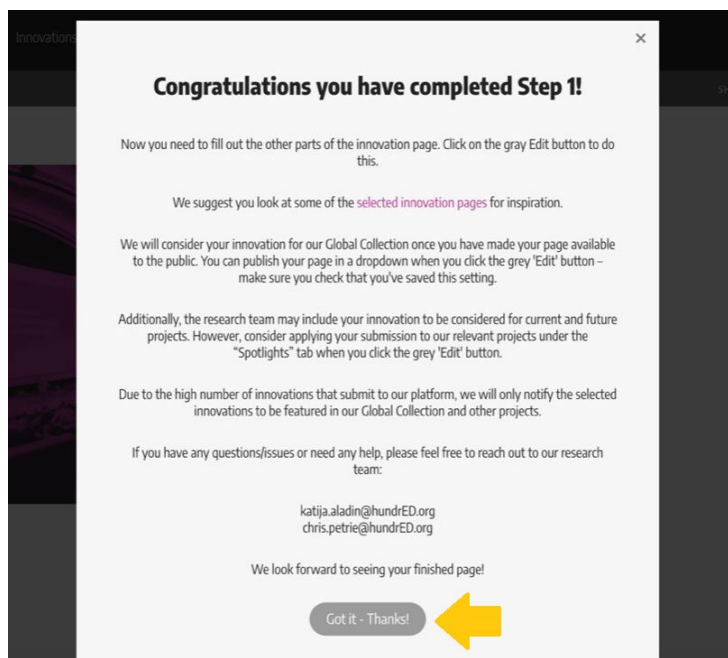 Innovations
×
Congratulations you have completed Step 1!
Now you need to fill out the other parts of the innovation page. Click on the gray Edit button to do
this.
We suggest you look at some of the selected innovation pages for inspiration.
We will consider your innovation for our Global Collection once you have made your page available
to the public. You can publish your page in a dropdown when you click the grey 'Edit' button –
make sure you check that you've saved this setting.
Additionally, the research team may include your innovation to be considered for current and future
projects. However, consider applying your submission to our relevant projects under the
“Spotlights” tab when you click the grey 'Edit' button.
Due to the high number of innovations that submit to our platform, we will only notify the selected
innovations to be featured in our Global Collection and other projects.
If you have any questions/issues or need any help, please feel free to reach out to our research
team:
katija.aladin@hundrED.org
chris.petrie@hundrED.org
We look forward to seeing your finished page!
Got it - Thanks!